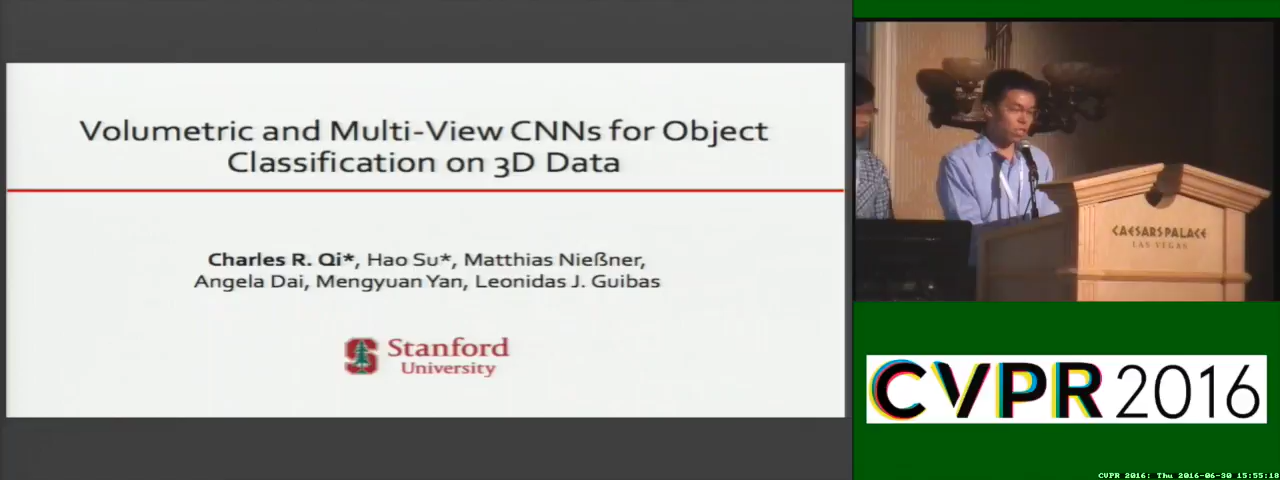 Volumetric and Multi-View CNNs for Object
Classification on 3D Data
Charles R. Qi*, Hao Su*, Matthias Nießner,
Angela Dai, Mengyuan Yan, Leonidas J. Guibas
Stanford
University
CAESARS PALACE
LAS VEGAS
CVPR 2016
CVPR 2016: Thu 2016-06-30 15:55:18